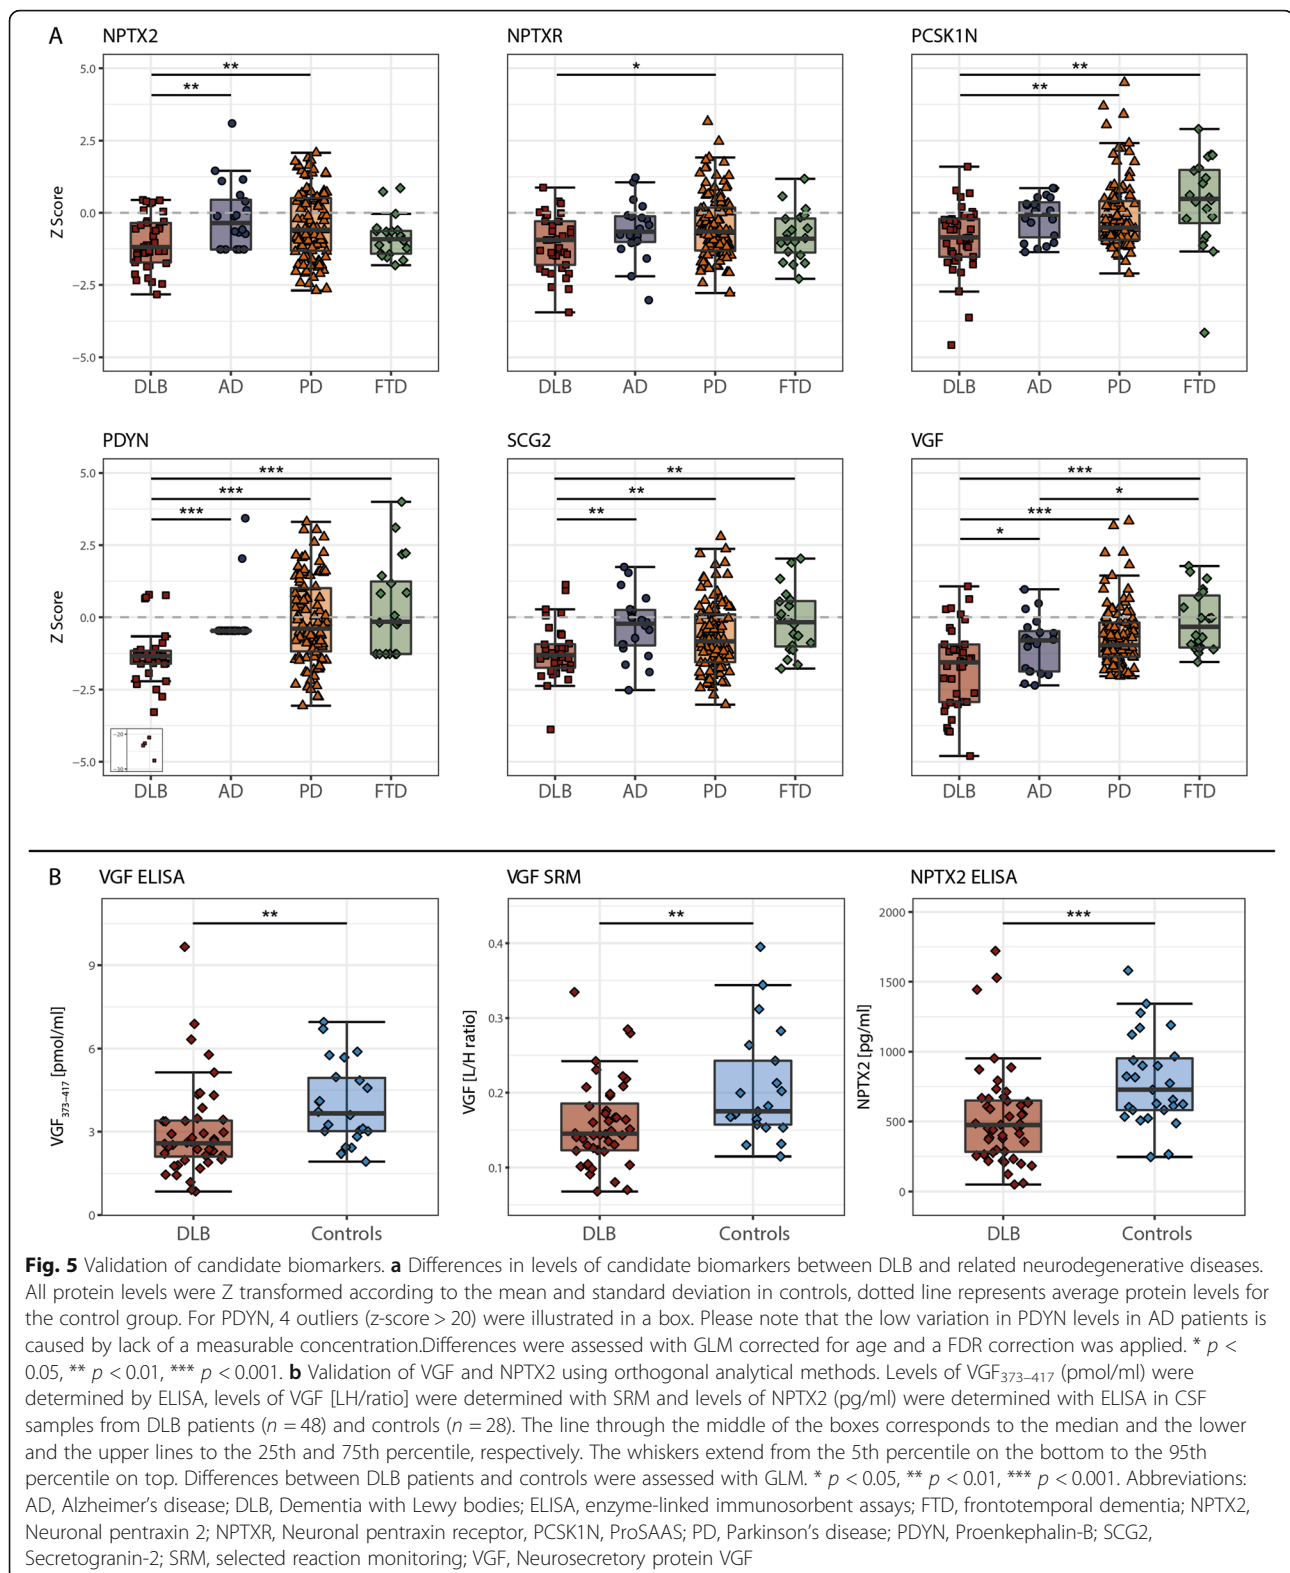 A
NPTX2
NPTXR
PCSK1N
** 
**
*
**
**
Z Score
5.0
2.5
0.0
−2.5
−5.0
DLB AD PD FTD
DLB AD PD FTD
DLB AD PD FTD
PDYN
SCG2
VGF
***
***
***
**
**
**
***
*
***
*
Z Score
5.0
2.5
0.0
−2.5
−5.0
−20
−30
DLB AD PD FTD
DLB AD PD FTD
DLB AD PD FTD
B
VGF ELISA
VGF SRM
NPTX2 ELISA
**
**
***
VGF373–417 [pmol/ml]
9
6
3
0
VGF [L/H ratio]
0.4
0.3
0.2
0.1
NPTX2 [pg/ml]
2000
1500
1000
500
0
DLB Controls
DLB Controls
DLB Controls
Fig. 5 Validation of candidate biomarkers. a Differences in levels of candidate biomarkers between DLB and related neurodegenerative diseases.
All protein levels were Z transformed according to the mean and standard deviation in controls, dotted line represents average protein levels for
the control group. For PDYN, 4 outliers (z-score > 20) were illustrated in a box. Please note that the low variation in PDYN levels in AD patients is
caused by lack of a measurable concentration.Differences were assessed with GLM corrected for age and a FDR correction was applied. * p <
0.05, ** p < 0.01, *** p < 0.001. b Validation of VGF and NPTX2 using orthogonal analytical methods. Levels of VGF373–417 (pmol/ml) were
determined by ELISA, levels of VGF [LH/ratio] were determined with SRM and levels of NPTX2 (pg/ml) were determined with ELISA in CSF
samples from DLB patients (n = 48) and controls (n = 28). The line through the middle of the boxes corresponds to the median and the lower
and the upper lines to the 25th and 75th percentile, respectively. The whiskers extend from the 5th percentile on the bottom to the 95th
percentile on top. Differences between DLB patients and controls were assessed with GLM. * p < 0.05, ** p < 0.01, *** p < 0.001. Abbreviations:
AD, Alzheimer's disease; DLB, Dementia with Lewy bodies; ELISA, enzyme-linked immunosorbent assays; FTD, frontotemporal dementia; NPTX2,
Neuronal pentraxin 2; NPTXR, Neuronal pentraxin receptor, PCSK1N, ProSAAS; PD, Parkinson's disease; PDYN, Proenkephalin-B; SCG2,
Secretogranin-2; SRM, selected reaction monitoring; VGF, Neurosecretory protein VGF